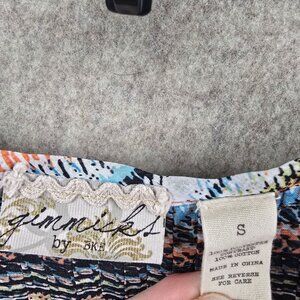 gimmicks
by BKE
S
100% COTTON
MADE IN CHINA
SEE REVERSE
FOR CARE